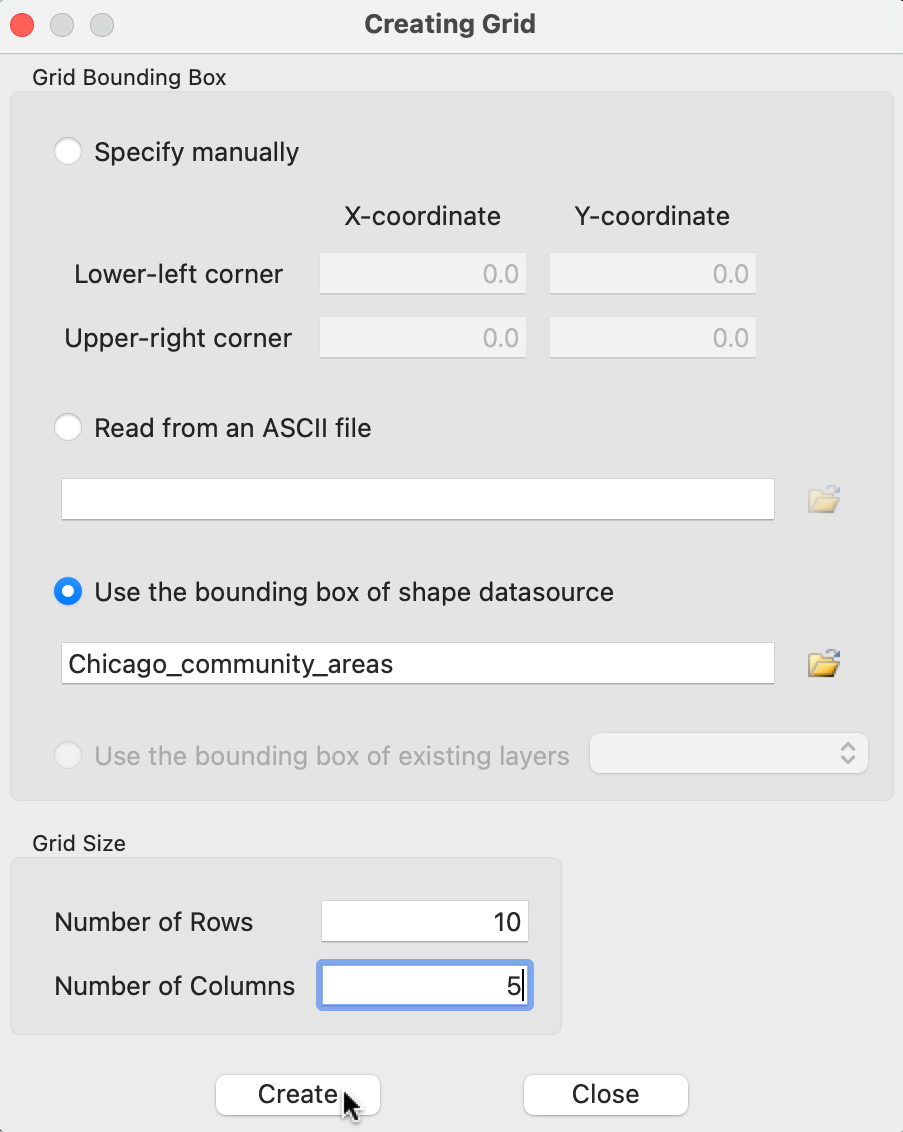 Creating Grid
Grid Bounding Box
Specify manually
X-coordinate Y-coordinate
Lower-left corner 0.0 0.0
Upper-right corner 0.0 0.0
Read from an ASCII file
Use the bounding box of shape datasource
Chicago_community_areas
Use the bounding box of existing layers
Grid Size
Number of Rows 10
Number of Columns 5
Create Close